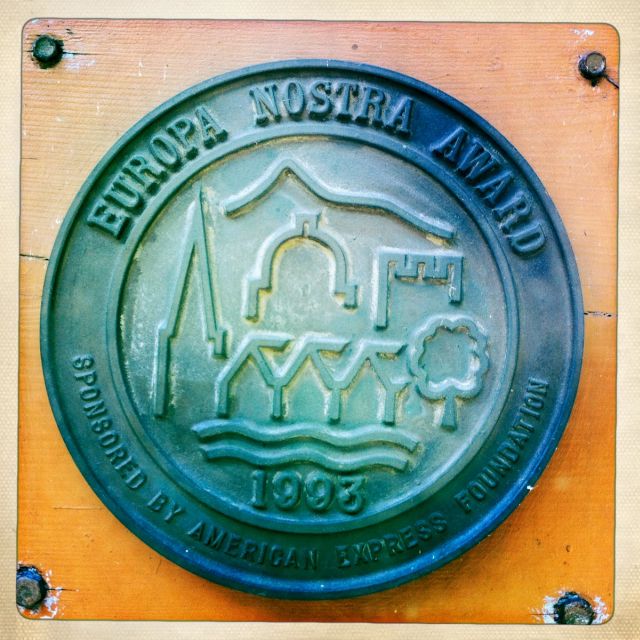 EUROPA NOSTRA AWARD
1993
SPONSORED BY AMERICAN EXPRESS FOUNDATION